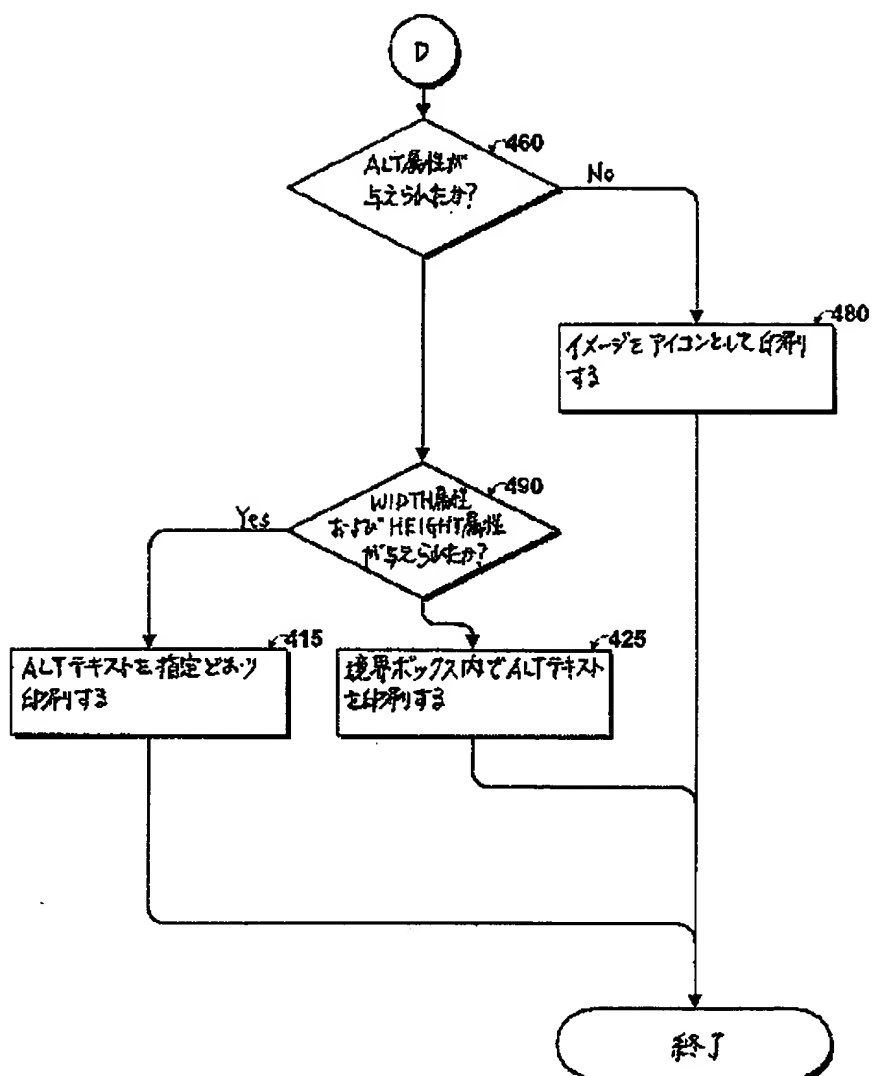 D
460
ALT属性が
与えられたか?
No
480
イメージをアイコンとして印刷
する
490
WIDTH属性
およびHEIGHT属性
が与えられたか?
Yes
415
ALTテキストを指定どおり
印刷する
425
境界ボックス内でALTテキスト
を印刷する
終了